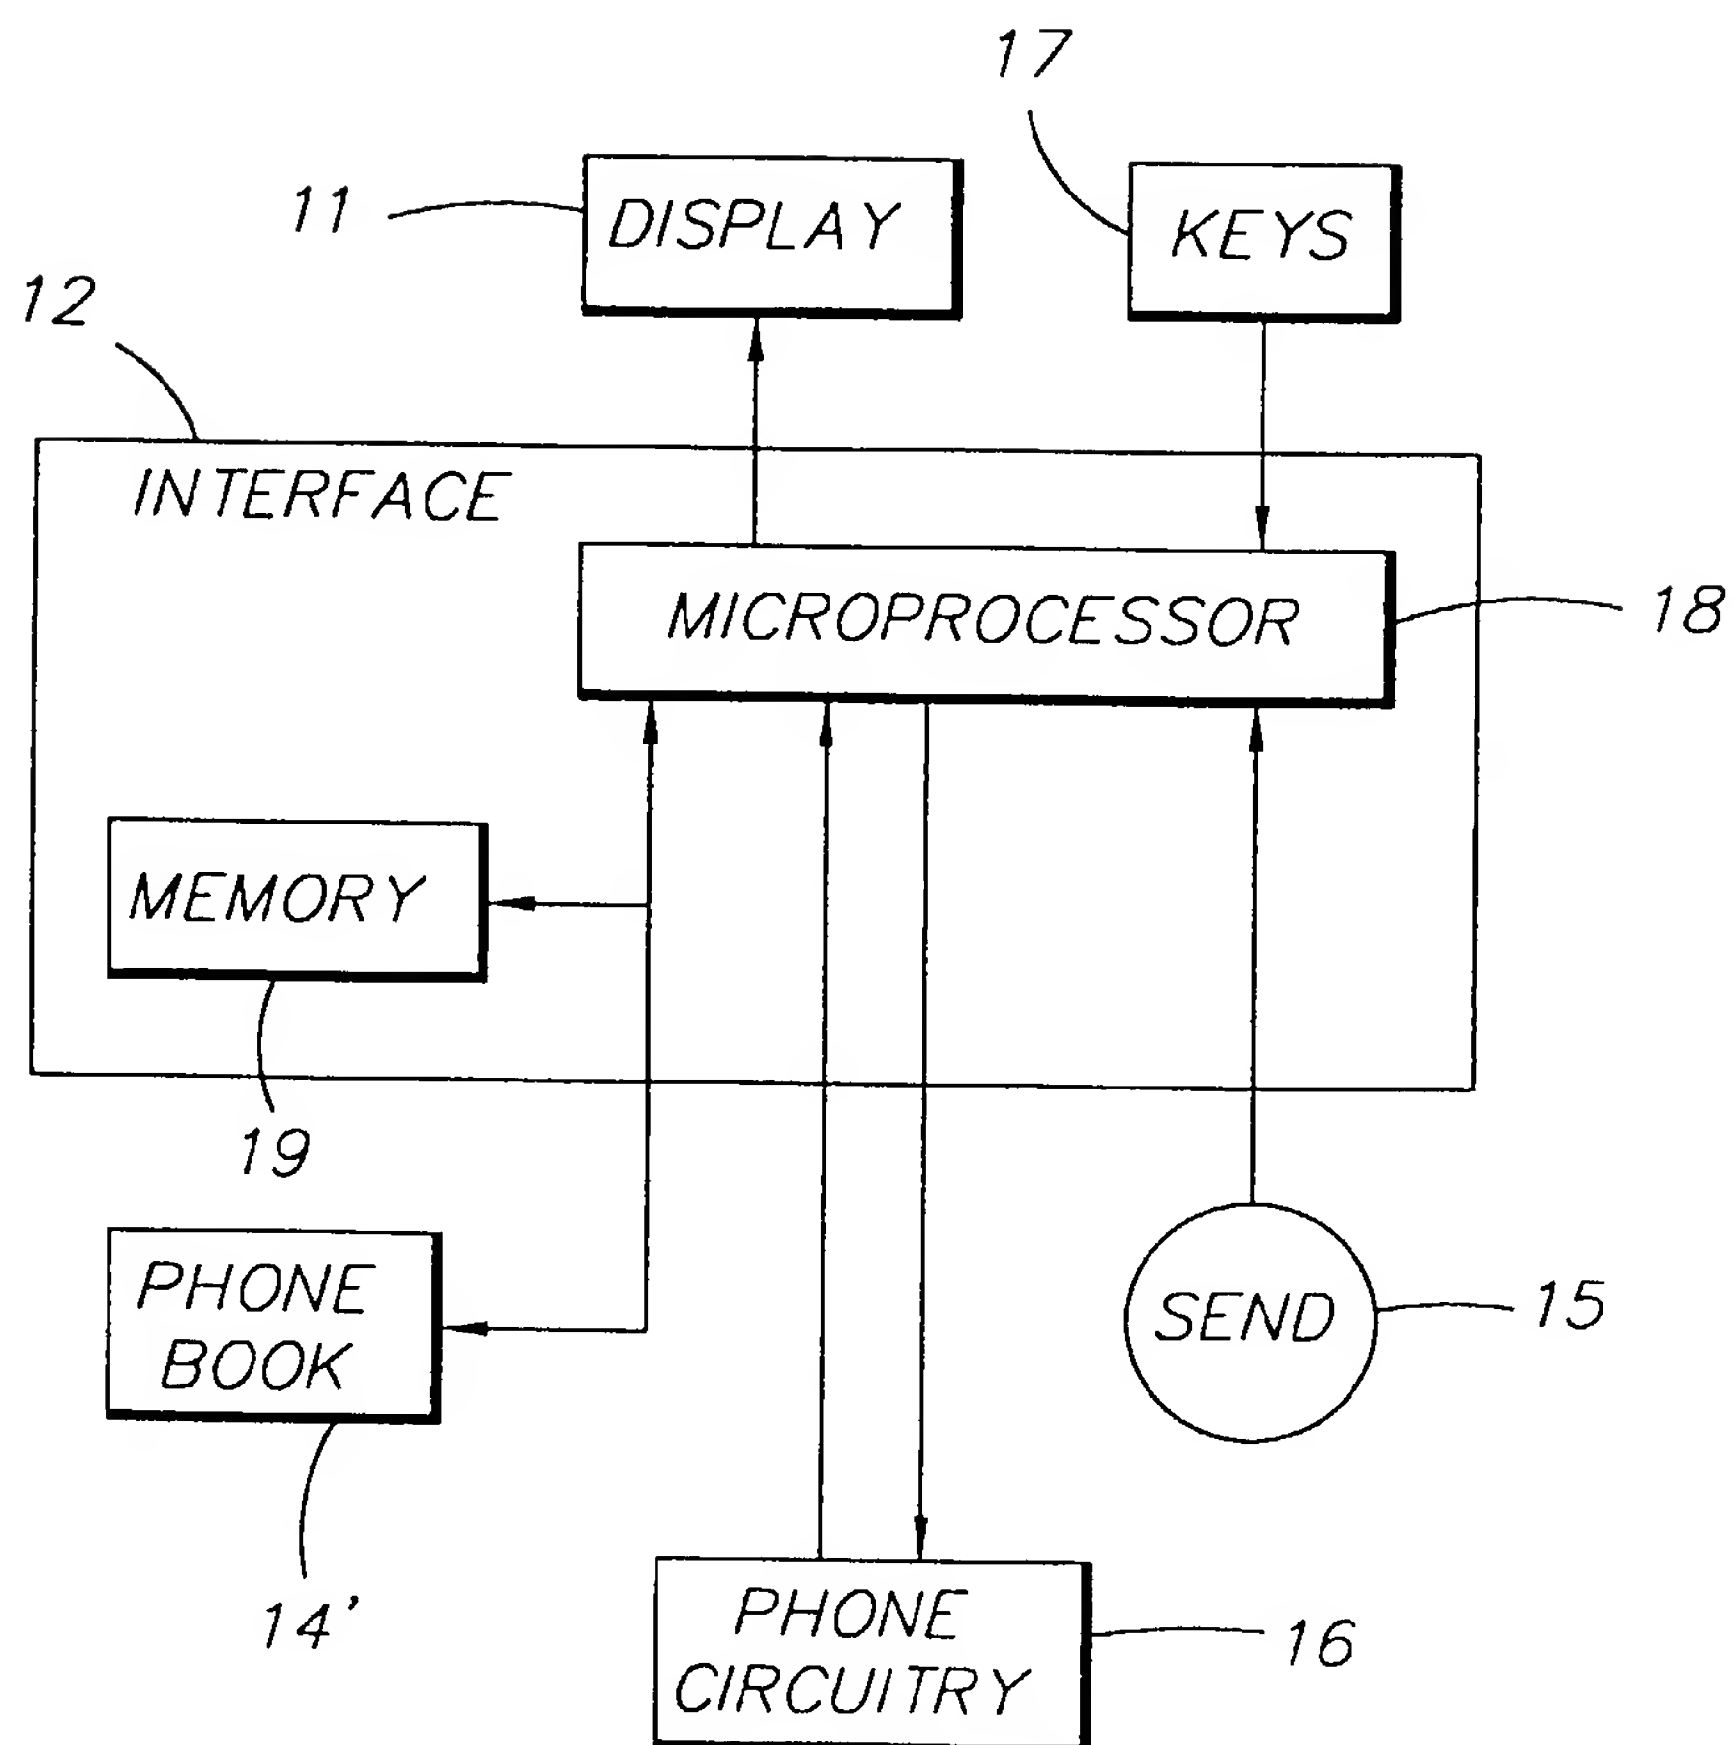 17
11
DISPLAY
KEYS
12
INTERFACE
MICROPROCESSOR
18
MEMORY
19
PHONE
BOOK
14'
SEND
15
PHONE
CIRCUITRY
16